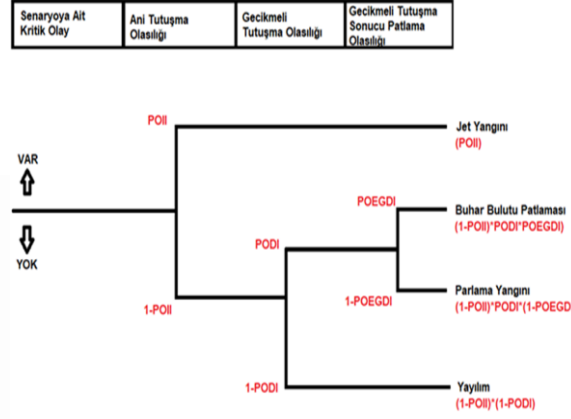 Senaryoya Ait
Kritik Olay
Ani Tutuşma
Olasılığı
Gecikmeli
Tutuşma Olasılığı
Gecikmeli Tutuşma
Sonucu Patlama
Olasılığı
POII
Jet Yangını
(POII)
VAR
YOK
POEGDI
Buhar Bulutu Patlaması
(1-POII)*PODI*POEGDI)
PODI
1-POEGDI
Parlama Yangını
(1-POII)*PODI*(1-POEGD
1-POII
1-PODI
Yayılım
(1-POII)*(1-PODI)